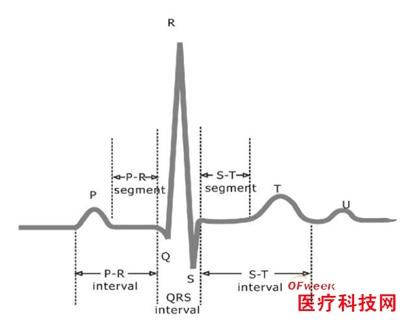 R
P-R
segment
S-T
segment
P
T
U
Q
S
P-R
interval
QRS
interval
S-T
interval
OFweek
医疗科技网